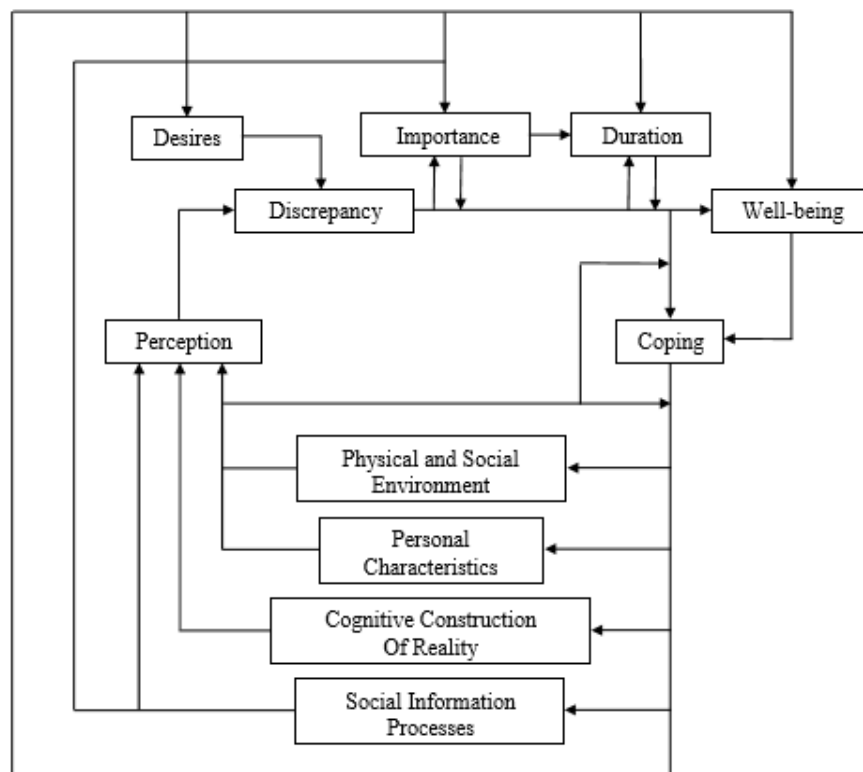 Desires
Importance
Duration
Discrepancy
Well-being
Perception
Coping
Physical and Social
Environment
Personal
Characteristics
Cognitive Construction
Of Reality
Social Information
Processes